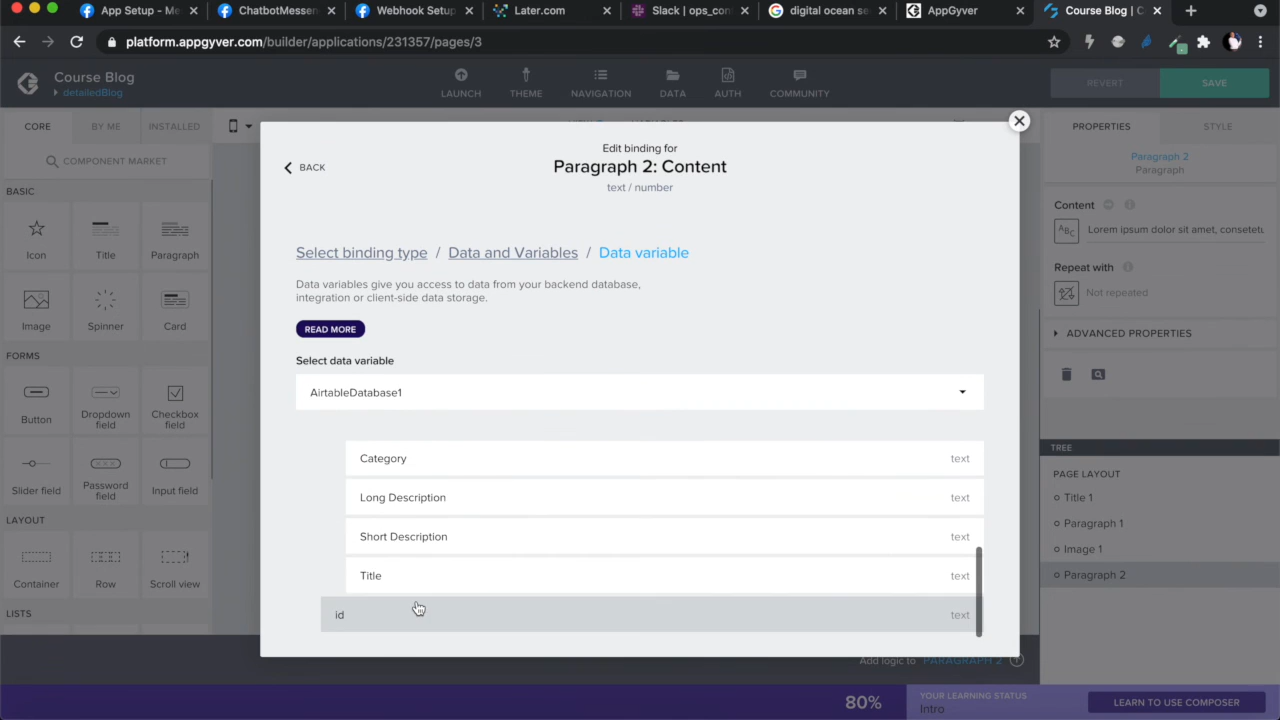 App Setup - Me
ChatbotMessen
Webhook Setup
Later.com
Slack | ops_con
digital ocean se
AppGyver
Course Blog | C
platform.appgyver.com/builder/applications/231357/pages/3
Course Blog
detailedBlog
LAUNCH
THEME
NAVIGATION
DATA
AUTH
COMMUNITY
REVERT
SAVE
CORE
BY ME
INSTALLED
COMPONENT MARKET
BASIC
Icon
Title
Paragraph
Image
Spinner
Card
FORMS
Button
Dropdown
field
Checkbox
field
Slider field
Password
field
Input field
LAYOUT
Container
Row
Scroll view
LISTS
BACK
Edit binding for
Paragraph 2: Content
text / number
Select binding type / Data and Variables / Data variable
Data variables give you access to data from your backend database,
integration or client-side data storage.
READ MORE
Select data variable
AirtableDatabase1
Category text
Long Description text
Short Description text
Title text
id text
PROPERTIES
STYLE
Paragraph 2
Paragraph
Content
ABC
Lorem ipsum dolor sit amet, consetetu
Repeat with
Not repeated
ADVANCED PROPERTIES
TREE
PAGE LAYOUT
Title 1
Paragraph 1
Image 1
Paragraph 2
Add logic to PARAGRAPH 2
80%
YOUR LEARNING STATUS
Intro
LEARN TO USE COMPOSER